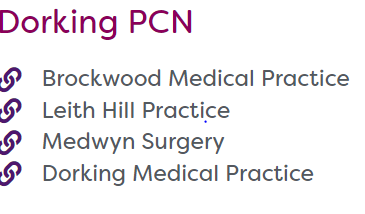 Dorking PCN
Brockwood Medical Practice
Leith Hill Practice
Medwyn Surgery
Dorking Medical Practice